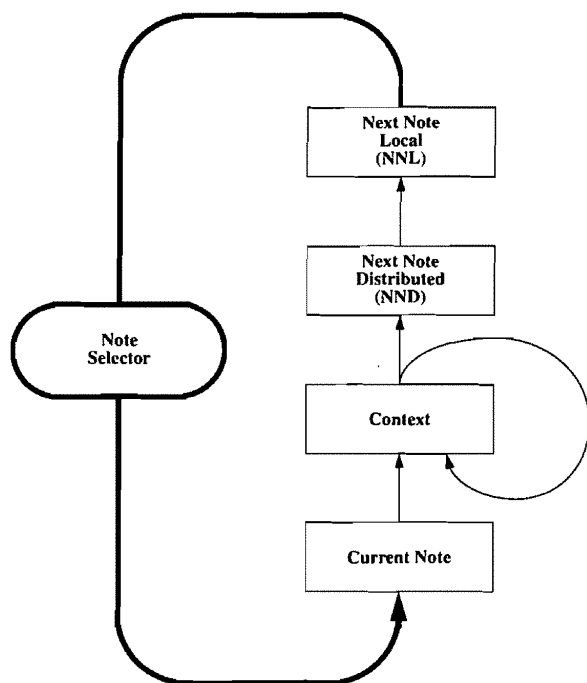 Next Note
Local
(NNL)
Next Note
Distributed
(NND)
Note
Selector
Context
Current Note